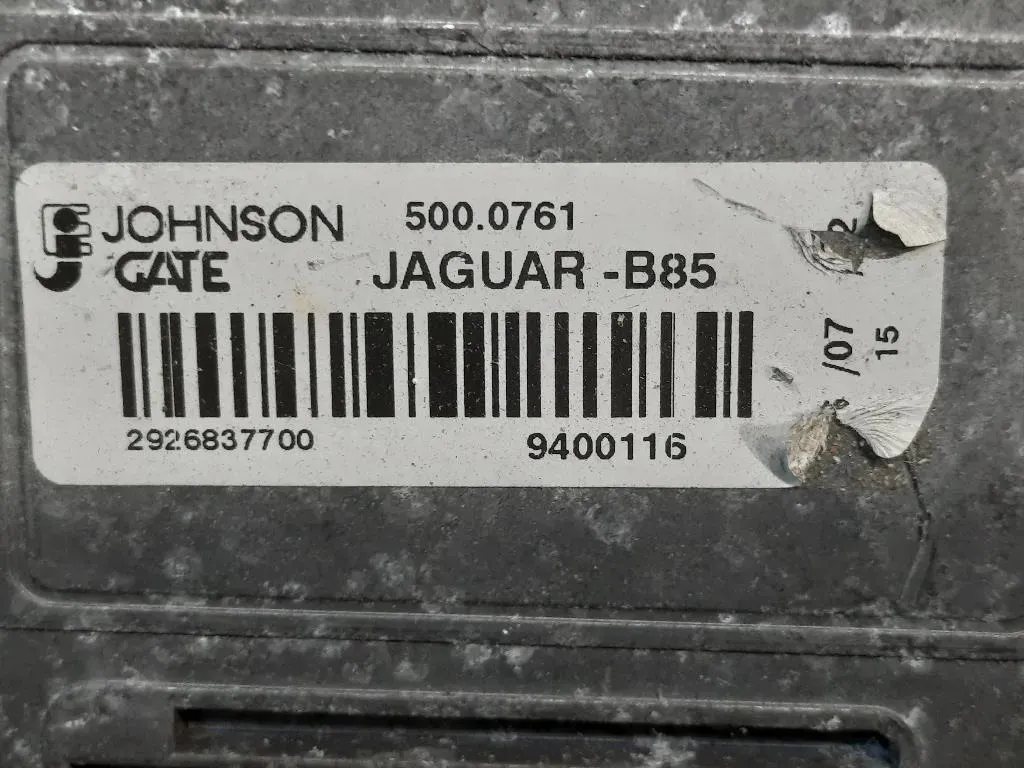 JOHNSON
GATE
500.0761
JAGUAR -B85
2926837700
9400116
/07
15